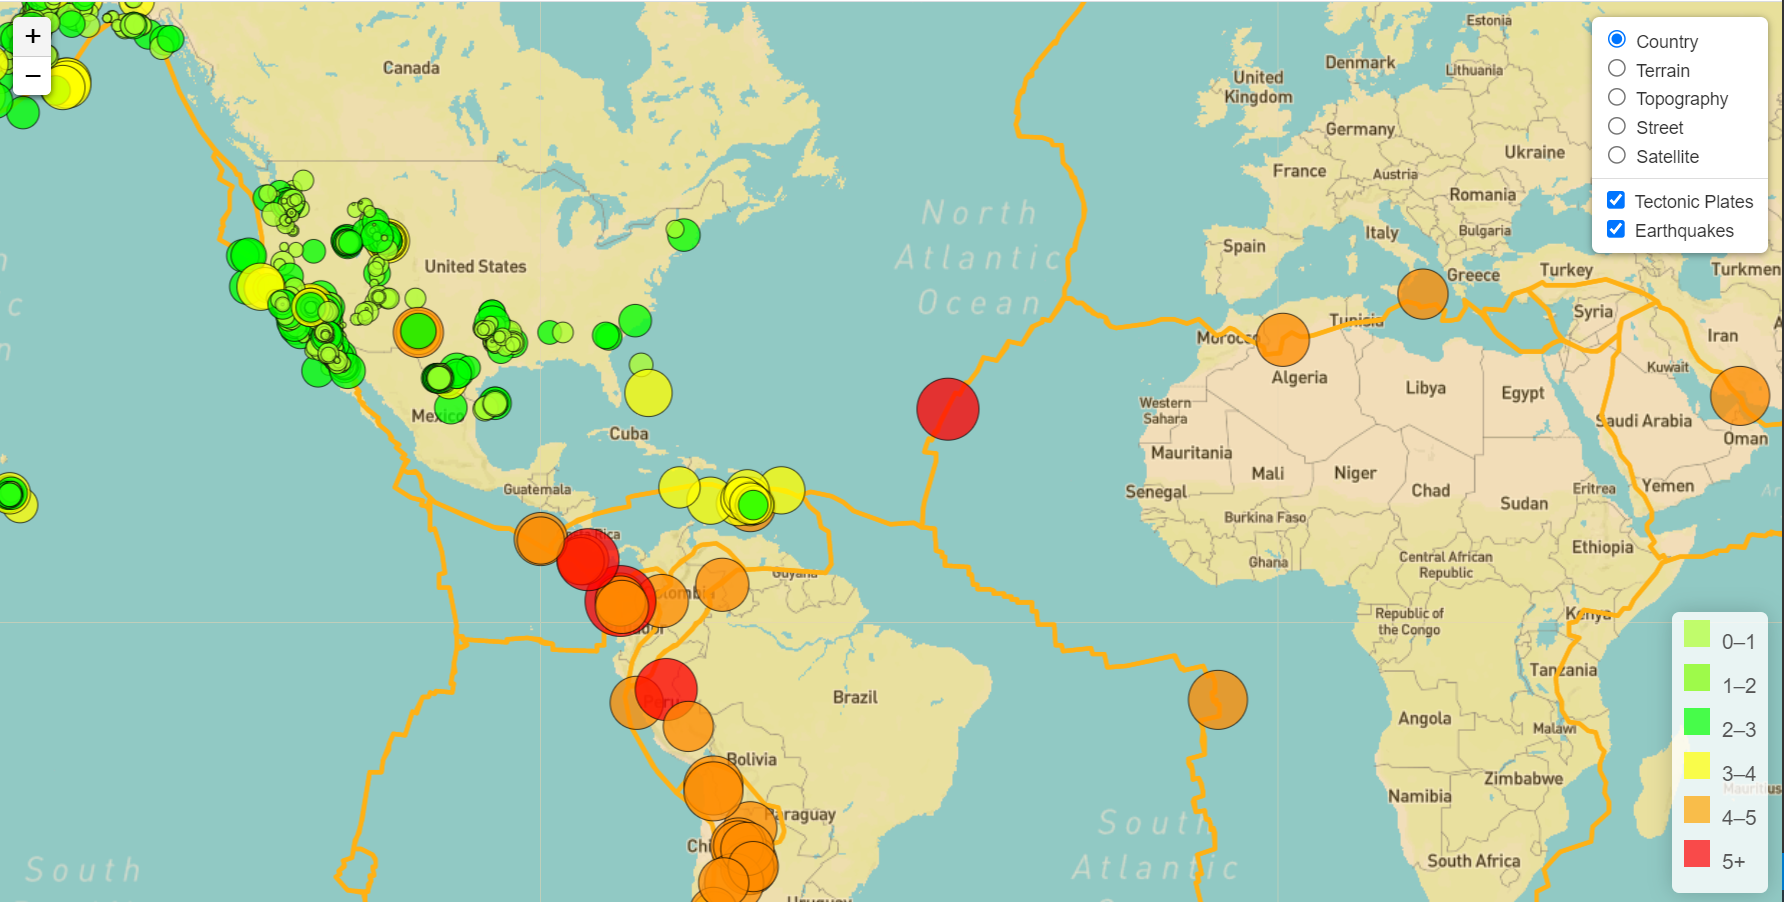 +
−
Country
Terrain
Topography
Street
Satellite
Tectonic Plates
Earthquakes
Canada
United States
Mexico
Cuba
Guatemala
Rica
Guyana
Peru
Brazil
Bolivia
Paraguay
Uruguay
North
Atlantic
Ocean
South
Atlantic
South
Estonia
Denmark
Lithuania
United
Kingdom
Germany
Ukraine
France
Austria
Romania
Italy
Bulgaria
Spain
Greece
Turkey
Turkmen
Syria
Iran
Tunisia
Morocco
Algeria
Libya
Egypt
Kuwait
Saudi Arabia
Oman
Western
Sahara
Mauritania
Mali
Niger
Chad
Sudan
Eritrea
Yemen
Senegal
Burkina Faso
Ghana
Central African
Republic
Ethiopia
Republic of
the Congo
Kenya
Tanzania
Angola
Malawi
Zimbabwe
Namibia
Mauritius
South Africa
0–1
1–2
2–3
3–4
4–5
5+